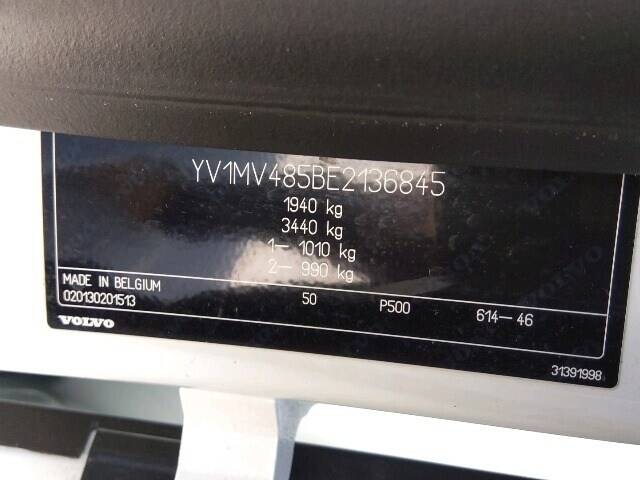 YV1MV485BE2136845
1940 kg
3440 kg
1- 1010 kg
2- 990 kg
MADE IN BELGIUM
020130201513 50 P500 614-46
VOLVO
31391998